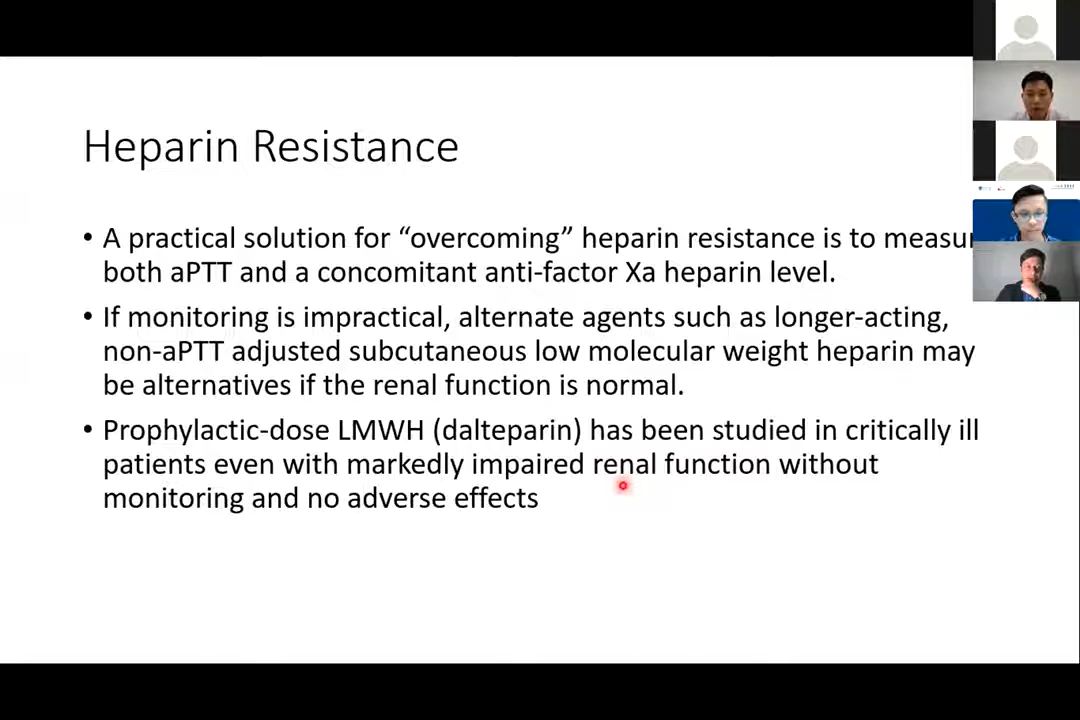 Heparin Resistance
• A practical solution for “overcoming” heparin resistance is to
both aPTT and a concomitant anti-factor Xa heparin level.
• If monitoring is impractical, alternate agents such as longer-acting,
non-aPTT adjusted subcutaneous low molecular weight heparin may
be alternatives if the renal function is normal.
• Prophylactic-dose LMWH (dalteparin) has been studied in critically ill
patients even with markedly impaired renal function without
monitoring and no adverse effects